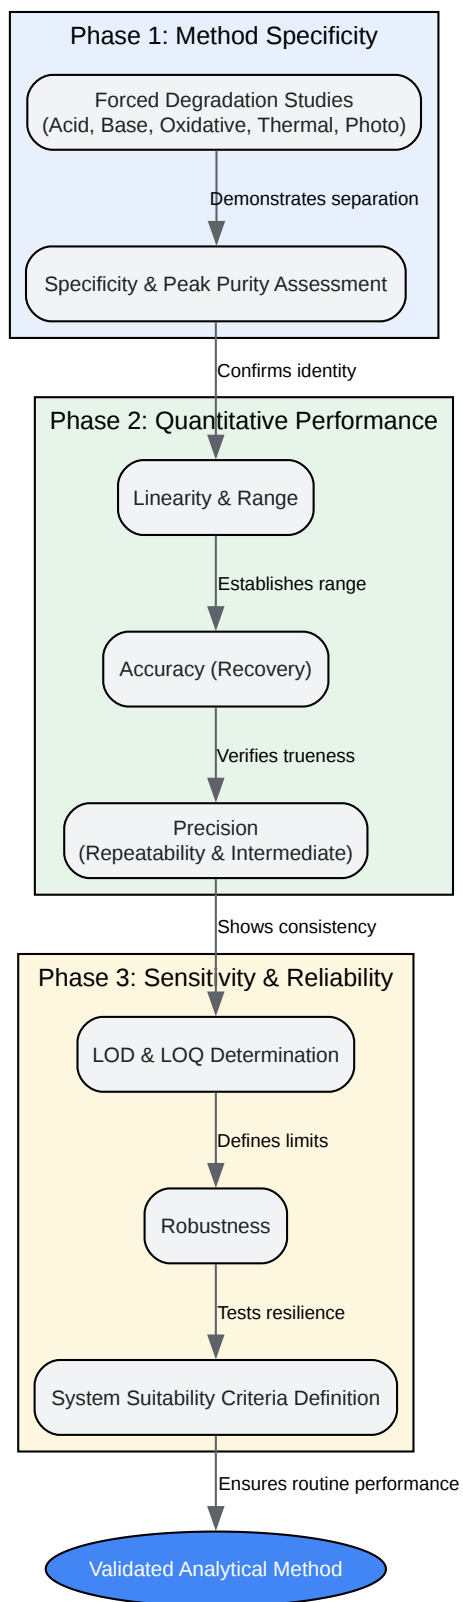 Phase 1: Method Specificity
Forced Degradation Studies
(Acid, Base, Oxidative, Thermal, Photo)
Demonstrates separation
Specificity & Peak Purity Assessment
Confirms identity
Phase 2: Quantitative Performance
Linearity & Range
Establishes range
Accuracy (Recovery)
Verifies trueness
Precision
(Repeatability & Intermediate)
Shows consistency
Phase 3: Sensitivity & Reliability
LOD & LOQ Determination
Defines limits
Robustness
Tests resilience
System Suitability Criteria Definition
Ensures routine performance
Validated Analytical Method